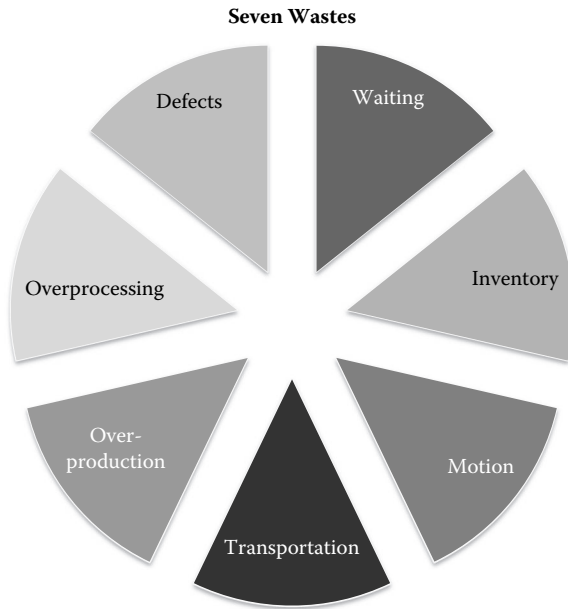 Seven Wastes
Defects
Waiting
Overprocessing
Inventory
Over-
production
Motion
Transportation